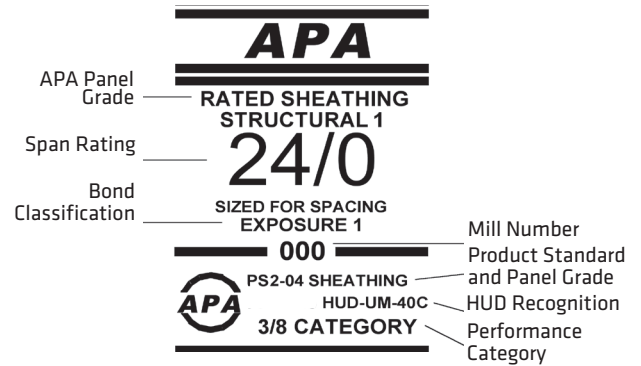 APA
APA Panel
Grade
RATED SHEATHING
STRUCTURAL 1
Span Rating
24/0
Bond
Classification
SIZED FOR SPACING
EXPOSURE 1
000
Mill Number
PS2-04 SHEATHING
Product Standard
and Panel Grade
APA
HUD-UM-40C
HUD Recognition
3/8 CATEGORY
Performance
Category